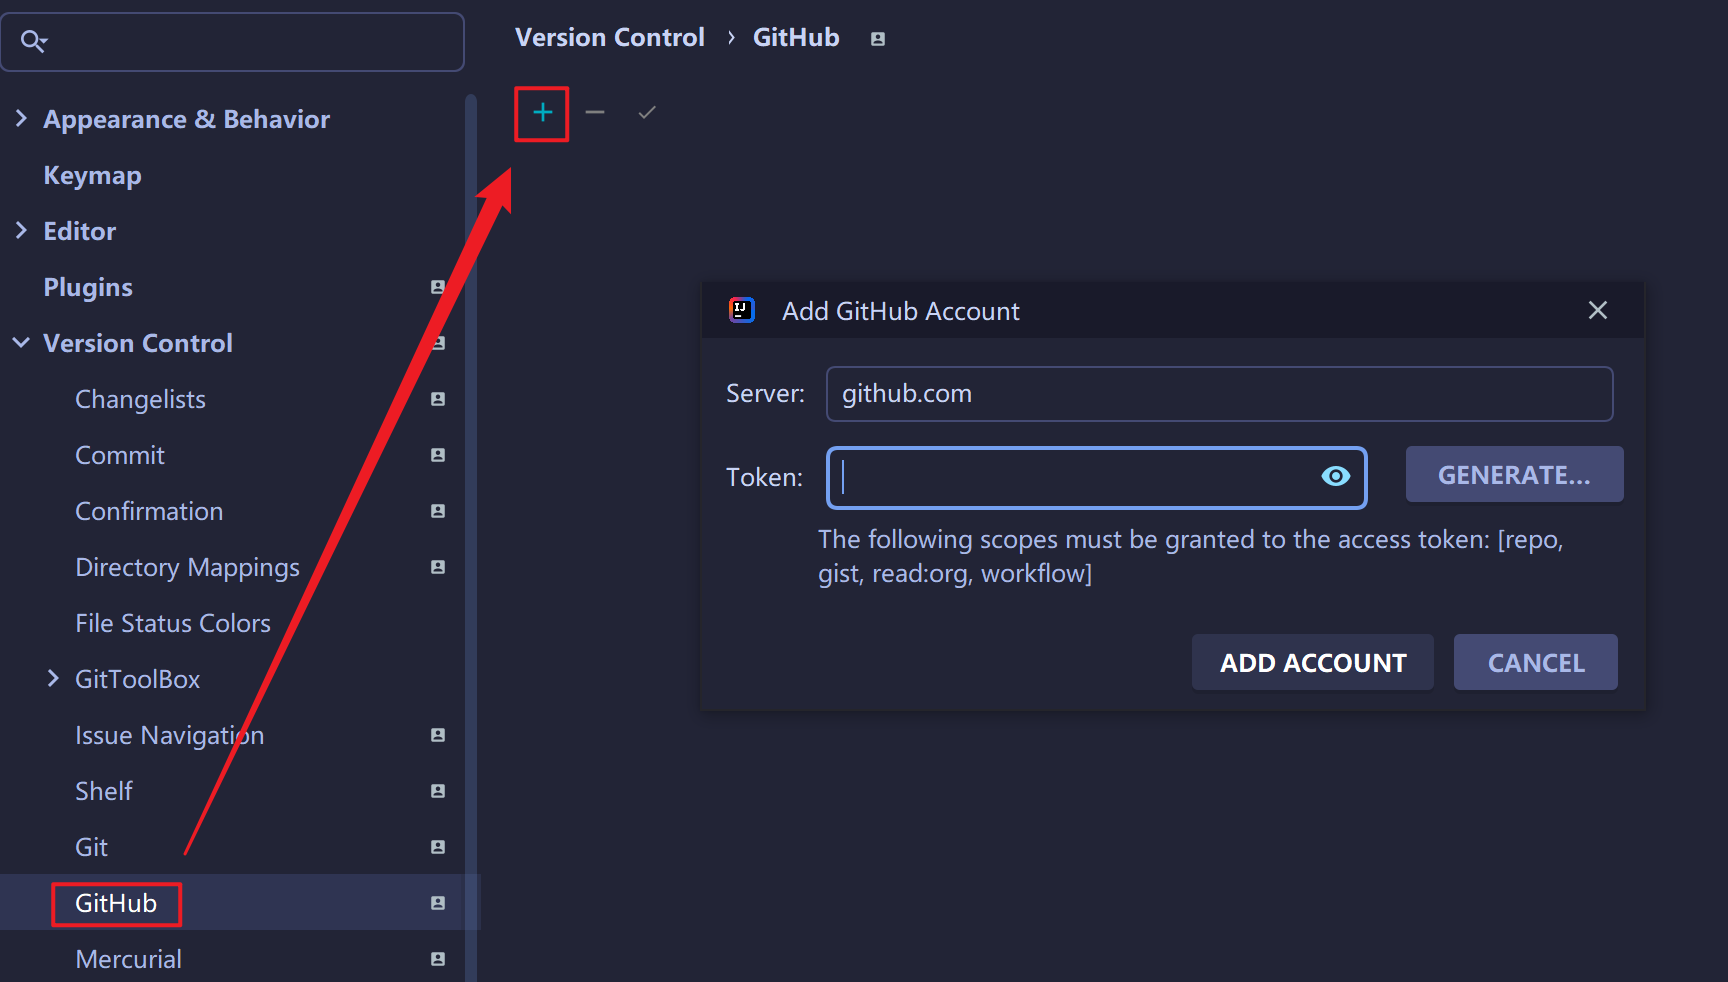 Version Control › GitHub
Appearance & Behavior
Keymap
Editor
Plugins
Version Control
Changelists
Commit
Confirmation
Directory Mappings
File Status Colors
GitToolBox
Issue Navigation
Shelf
Git
GitHub
Mercurial
IJ
Add GitHub Account
Server: github.com
Token:
GENERATE...
The following scopes must be granted to the access token: [repo,
gist, read:org, workflow]
ADD ACCOUNT
CANCEL